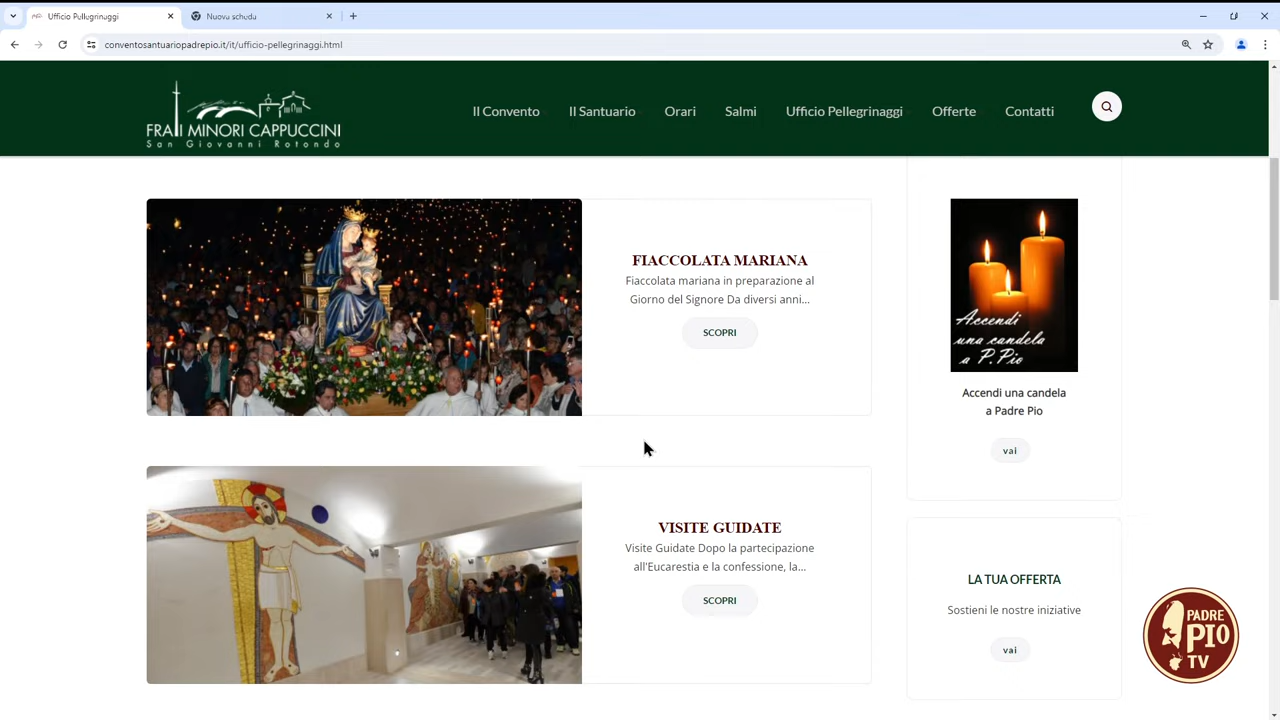 Ufficio Pellegrinaggi
Nuova scheda
conventosantuariopadrepio.it/it/ufficio-pellegrinaggi.html
FRATI MINORI CAPPUCCINI
San Giovanni Rotondo
Il Convento
Il Santuario
Orari
Salmi
Ufficio Pellegrinaggi
Offerte
Contatti
FIACCOLATA MARIANA
Fiaccolata mariana in preparazione al
Giorno del Signore Da diversi anni...
SCOPRI
VISITE GUIDATE
Visite Guidate Dopo la partecipazione
all'Eucarestia e la confessione, la...
SCOPRI
Accendi
una candela
a P. Pio
Accendi una candela
a Padre Pio
vai
LA TUA OFFERTA
Sostieni le nostre iniziative
vai
PADRE
PIO
TV